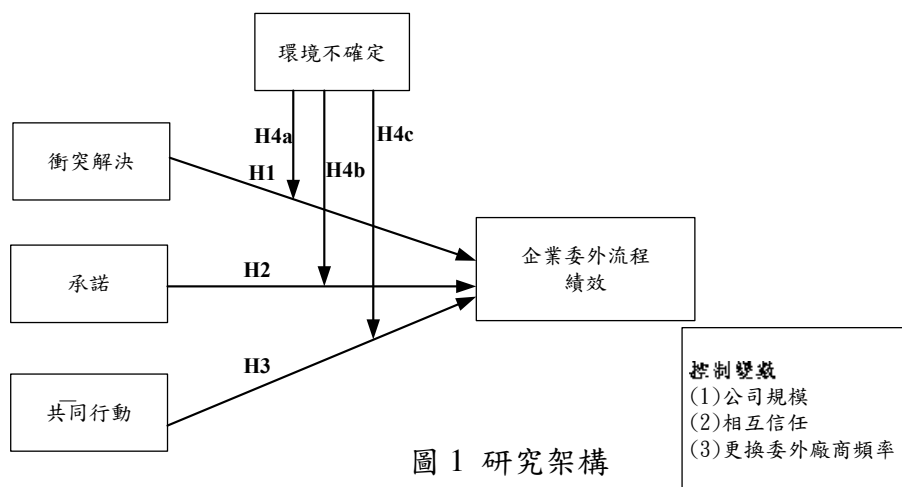 環境不確定
H4a
H4c
衝突解決
H1
H4b
企業委外流程
績效
承諾
H2
控制變數
(1)公司規模
(2)相互信任
(3)更換委外廠商頻率
H3
共同行動
圖 1 研究架構